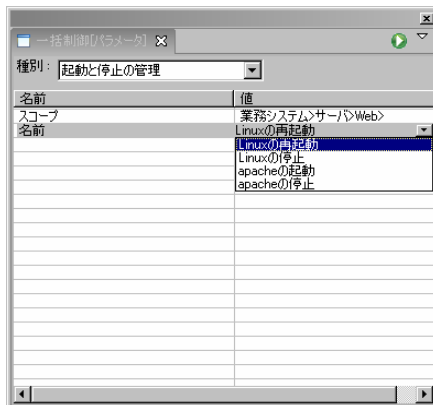 一括制御[パラメータ]
種別： 起動と停止の管理
名前 値
スコープ 業務システム>サーバ>Web>
名前 Linuxの再起動
Linuxの再起動
Linuxの停止
apacheの起動
apacheの停止